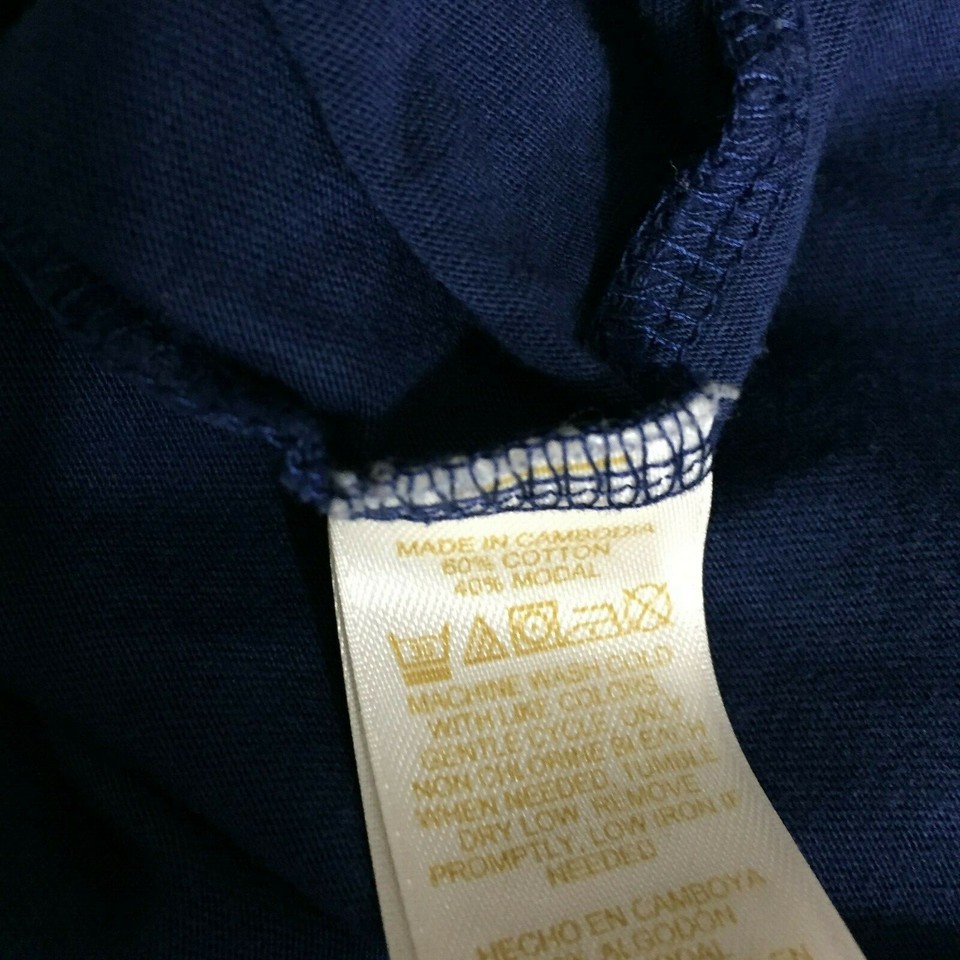 MADE IN CAMBODIA
60% COTTON
40% MODAL
30
MACHINE WASH COLD
WITH LIKE COLORS
GENTLE CYCLE, ONLY
NON CHLORINE BLEACH
WHEN NEEDED, TUMBLE
DRY LOW, REMOVE
PROMPTLY, LOW IRON IF
NEEDED
HECHO EN CAMBOYA
ALGODÓN